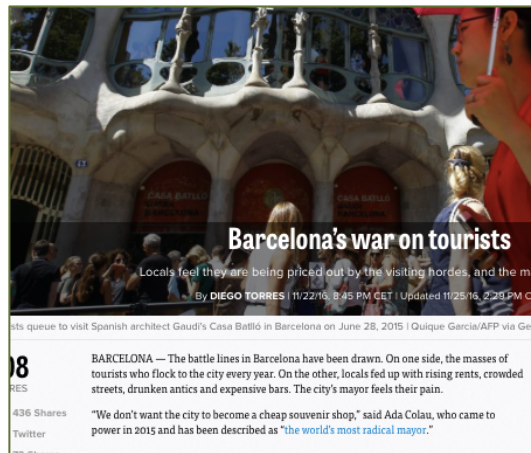 43
CASA BATLLÓ
CASA BATLLÓ
Barcelona's war on tourists
Locals feel they are being priced out by the visiting hordes, and the m
By DIEGO TORRES | 11/22/16, 8:45 PM CET | Updated 11/25/16, 2:29 PM C
sts queue to visit Spanish architect Gaudí's Casa Batlló in Barcelona on June 28, 2015 | Quique Garcia/AFP via Ge
08
RES
436 Shares
Twitter
BARCELONA — The battle lines in Barcelona have been drawn. On one side, the masses of
tourists who flock to the city every year. On the other, locals fed up with rising rents, crowded
streets, drunken antics and expensive bars. The city's mayor feels their pain.
"We don't want the city to become a cheap souvenir shop," said Ada Colau, who came to
power in 2015 and has been described as "the world's most radical mayor."